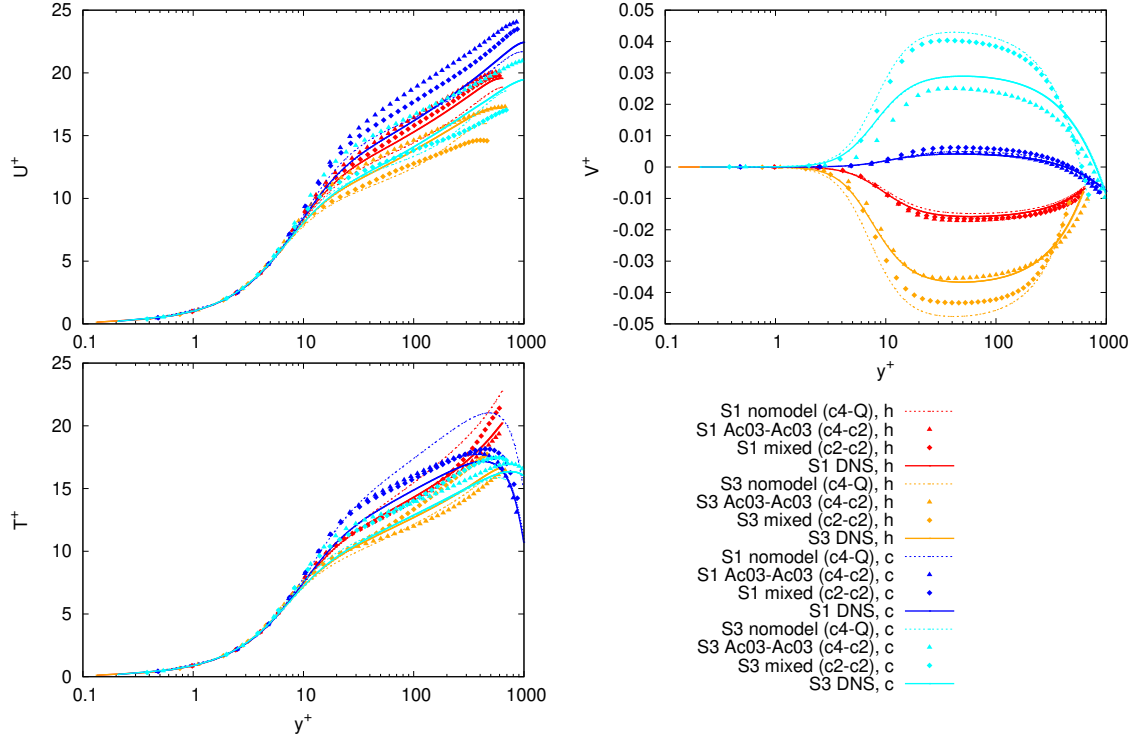 25
20
15
10
5
0
0.1 1 10 100 1000
U+
0.05
0.04
0.03
0.02
0.01
0
-0.01
-0.02
-0.03
-0.04
-0.05
0.1 1 10 100 1000
V+
y+
25
20
15
10
5
0
0.1 1 10 100 1000
T+
y+
S1 nomodel (c4-Q), h
S1 Ac03-Ac03 (c4-c2), h
S1 mixed (c2-c2), h
S1 DNS, h
S3 nomodel (c4-Q), h
S3 Ac03-Ac03 (c4-c2), h
S3 mixed (c2-c2), h
S3 DNS, h
S1 nomodel (c4-Q), c
S1 Ac03-Ac03 (c4-c2), c
S1 mixed (c2-c2), c
S1 DNS, c
S3 nomodel (c4-Q), c
S3 Ac03-Ac03 (c4-c2), c
S3 mixed (c2-c2), c
S3 DNS, c